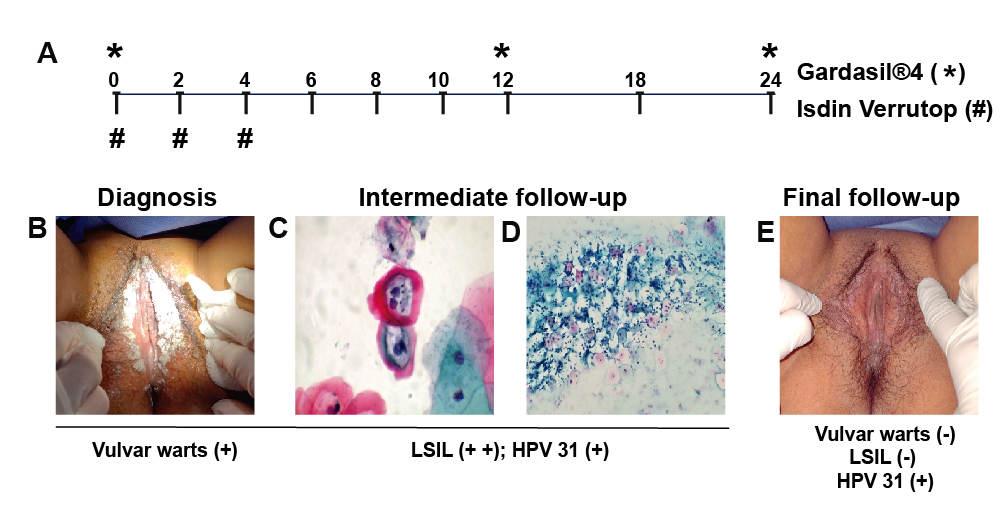 A
* * *
0 2 4 6 8 10 12 18 24
Gardasil®4 (*)
Isdin Verrutop (#)
# # #
Diagnosis
Intermediate follow-up
Final follow-up
B
C
D
E
Vulvar warts (+)
LSIL (+ +); HPV 31 (+)
Vulvar warts (-)
LSIL (-)
HPV 31 (+)